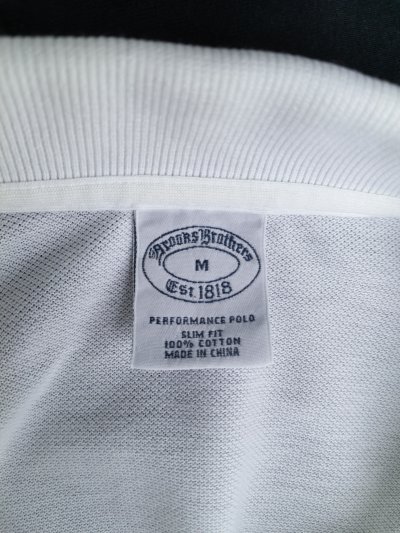 Brooks Brothers
M
Est. 1818
PERFORMANCE POLO
SLIM FIT
100% COTTON
MADE IN CHINA